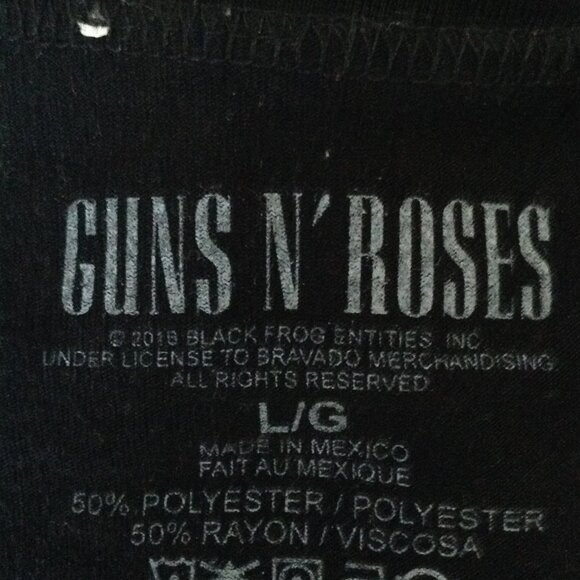 GUNS N' ROSES
© 2016 BLACK FROG ENTITIES, INC.
UNDER LICENSE TO BRAVADO MERCHANDISING
ALL RIGHTS RESERVED
L/G
MADE IN MEXICO
FAIT AU MEXIQUE
50% POLYESTER / POLYESTER
50% RAYON / VISCOSA